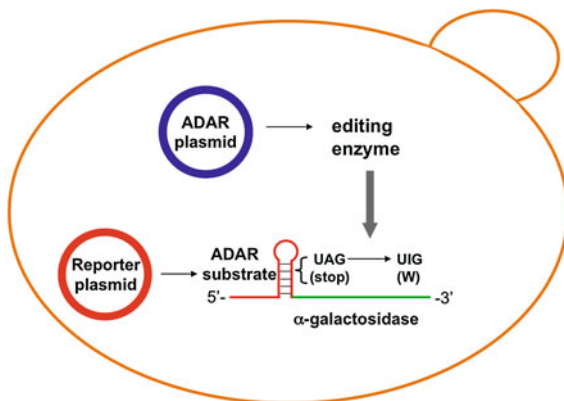 ADAR
plasmid
editing
enzyme
Reporter
plasmid
ADAR
substrate
UAG
(stop)
UIG
(W)
5'-
-3'
α-galactosidase